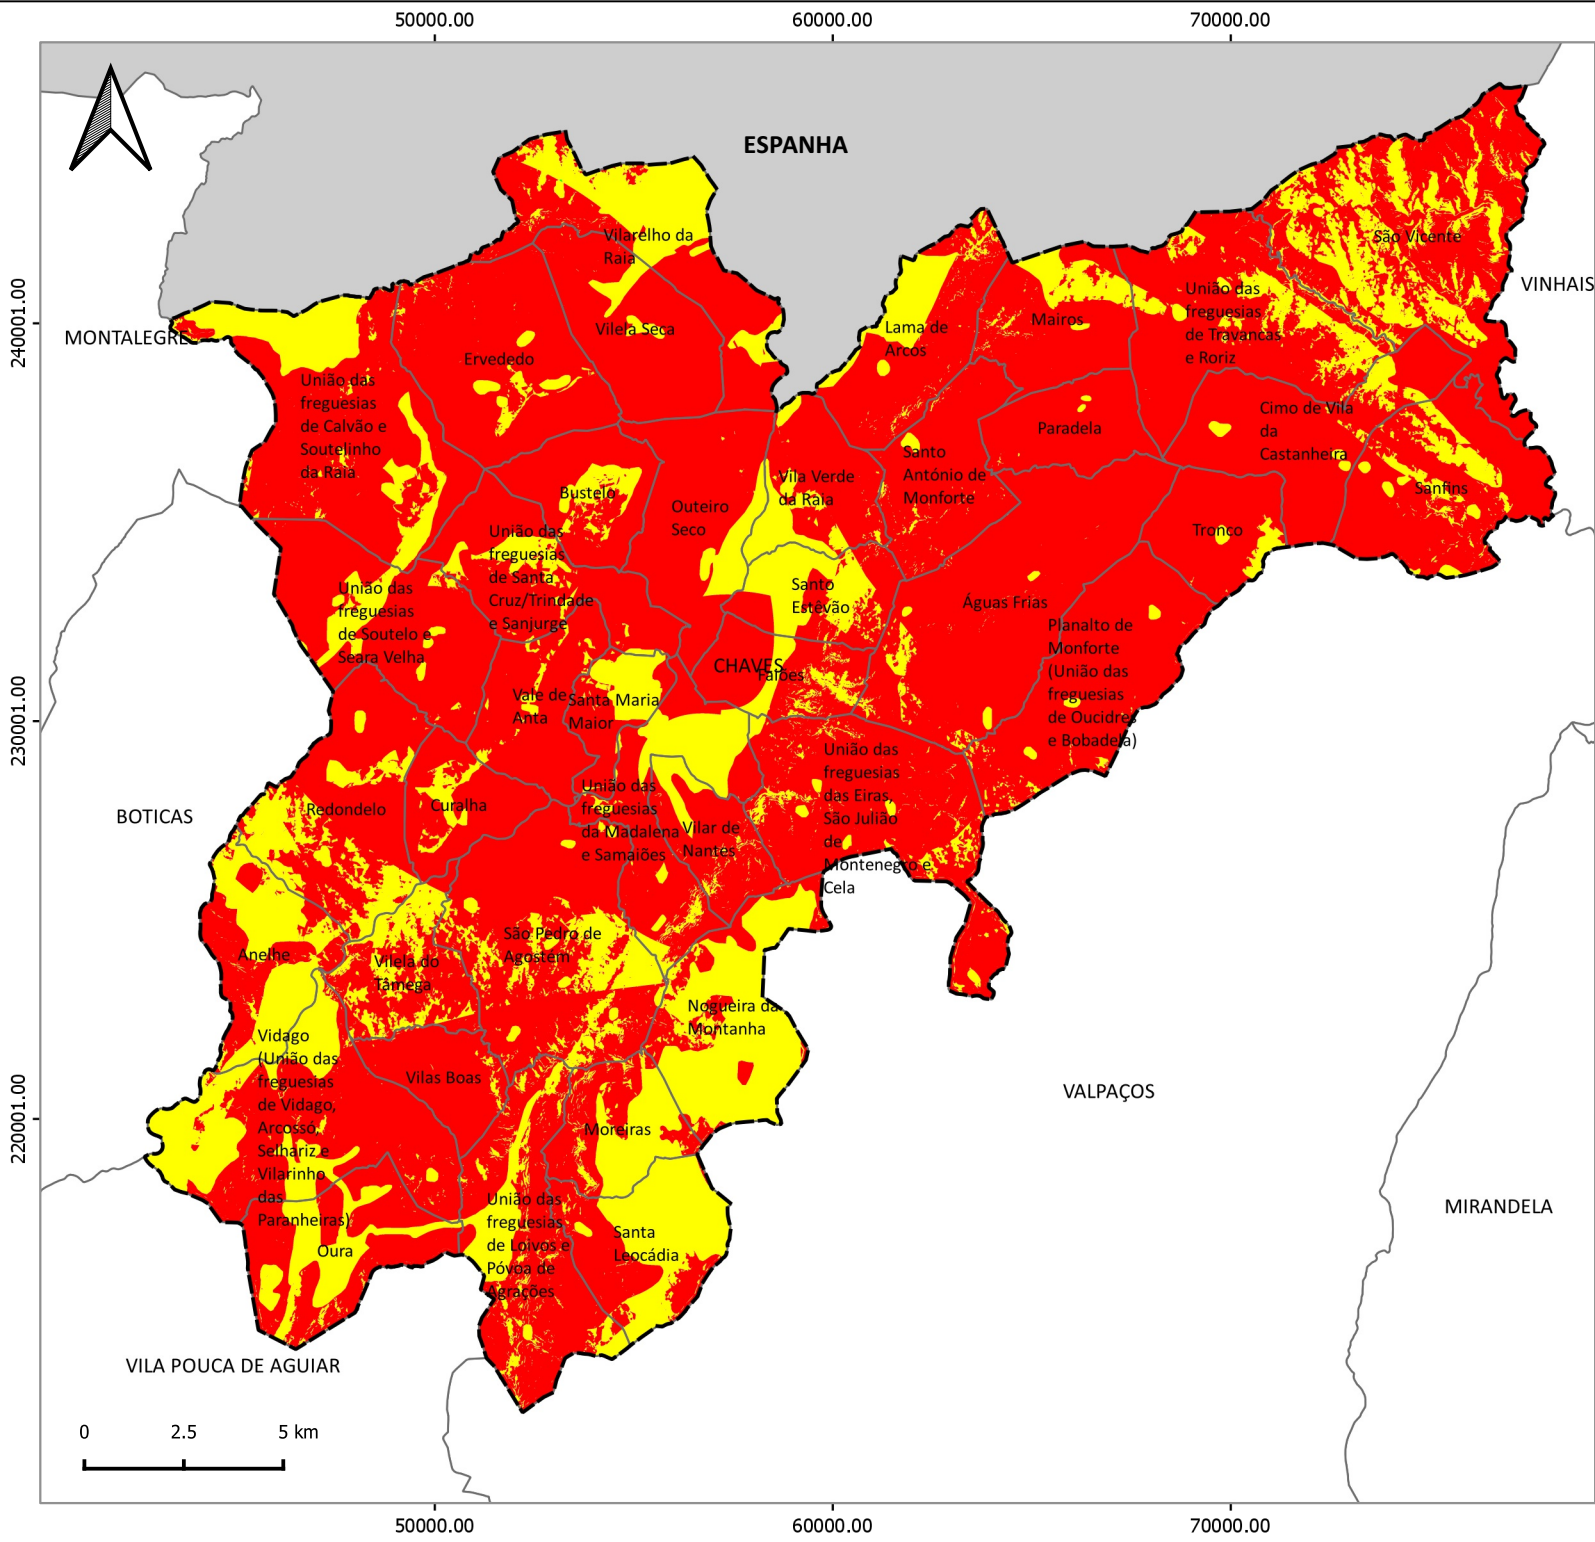 50000.00
60000.00
70000.00
ESPANHA
Vilarelho da
Raia
São Vicente
VINHAIS
240001.00
MONTALEGRE
União das
freguesias
de Travancas
e Roriz
Mairos
Lama de
Arcos
Vilela Seca
Ervededo
União das
freguesias
de Calvão e
Soutelinho
da Raia
Cimo de Vila
da
Castanheira
Paradela
Santo
António de
Monforte
Vila Verde
da Raia
Sanfins
Bustelo
Outeiro
Seco
Tronco
União das
freguesias
de Santa
Cruz/Trindade
e Sanjurge
União das
freguesias
de Soutelo e
Seara Velha
Santo
Estêvão
Águas Frias
Planalto de
Monforte
(União das
freguesias
de Oucidres
e Bobadela)
CHAVES
Faiões
Vale de
Anta
Santa Maria
Maior
230001.00
União das
freguesias
das Eiras,
São Julião
de
Montenegro e
Cela
União das
freguesias
da Madalena
e Samaiões
Vilar de
Nantes
BOTICAS
Redondelo
Curalha
São Pedro de
Agostém
Anelhe
Vilela do
Tâmega
Nogueira da
Montanha
Vidago
(União das
freguesias
de Vidago,
Arcossó,
Selhariz e
Vilarinho
das
Paranheiras)
Vilas Boas
VALPAÇOS
220001.00
Moreiras
União das
freguesias
de Loivos e
Póvoa de
Agrações
Santa
Leocádia
MIRANDELA
Oura
VILA POUCA DE AGUIAR
0 2.5 5 km
50000.00
60000.00
70000.00